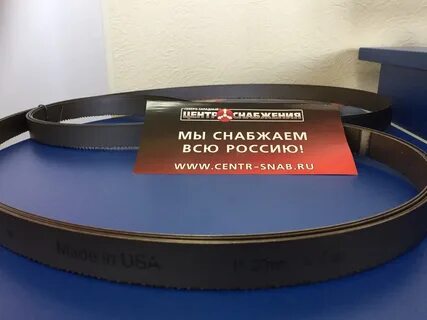 СЕВЕРО-ЗАПАДНЫЙ
ЦЕНТР СНАБЖЕНИЯ
МЫ СНАБЖАЕМ
ВСЮ РОССИЮ!
WWW.CENTR-SNAB.RU
Made in USA